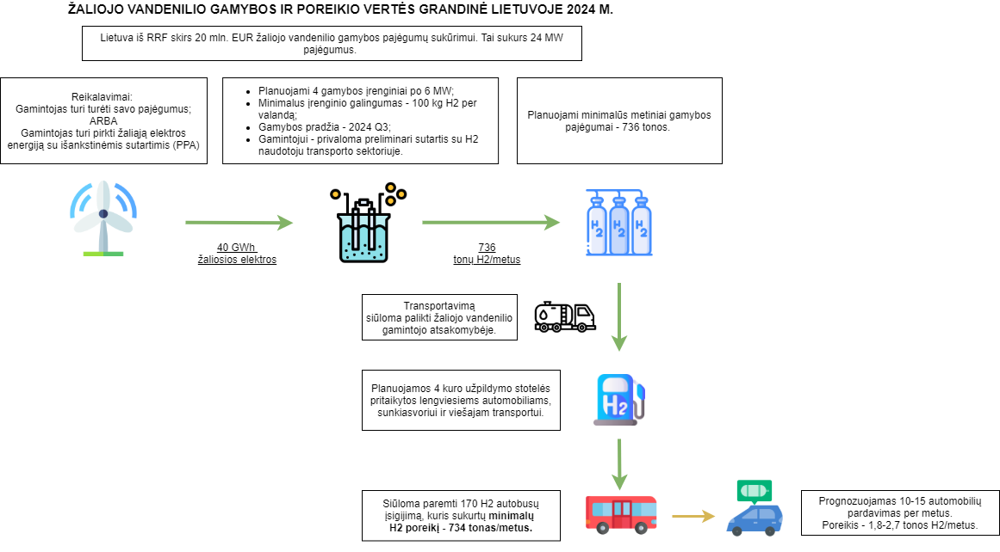 ŽALIOJO VANDENILIO GAMYBOS IR POREIKIO VERTĖS GRANDINĖ LIETUVOJE 2024 M.
Lietuva iš RRF skirs 20 mln. EUR žaliojo vandenilio gamybos pajėgumų sukūrimui. Tai sukurs 24 MW
pajėgumus.
Reikalavimai:
Gamintojas turi turėti savo pajėgumus;
ARBA
Gamintojas turi pirkti žaliąją elektros
energiją su išankstinėmis sutartimis (PPA)
• Planuojami 4 gamybos įrenginiai po 6 MW;
• Minimalus įrenginio galingumas - 100 kg H2 per
valandą;
• Gamybos pradžia - 2024 Q3;
• Gamintojui - privaloma preliminari sutartis su H2
naudotoju transporto sektoriuje.
Planuojami minimalūs metiniai gamybos
pajėgumai - 736 tonos.
40 GWh
žaliosios elektros
736
tonų H2/metus
H2
H2
H2
Transportavimą
siūloma palikti žaliojo vandenilio
gamintojo atsakomybėje.
Planuojamos 4 kuro užpildymo stotelės
pritaikytos lengviesiems automobiliams,
sunkiasvoriui ir viešajam transportui.
H2
Siūloma paremti 170 H2 autobusų
įsigijimą, kuris sukurtų minimalų
H2 poreikį - 734 tonas/metus.
Prognozuojamas 10-15 automobilių
pardavimas per metus.
Poreikis - 1,8-2,7 tonos H2/metus.